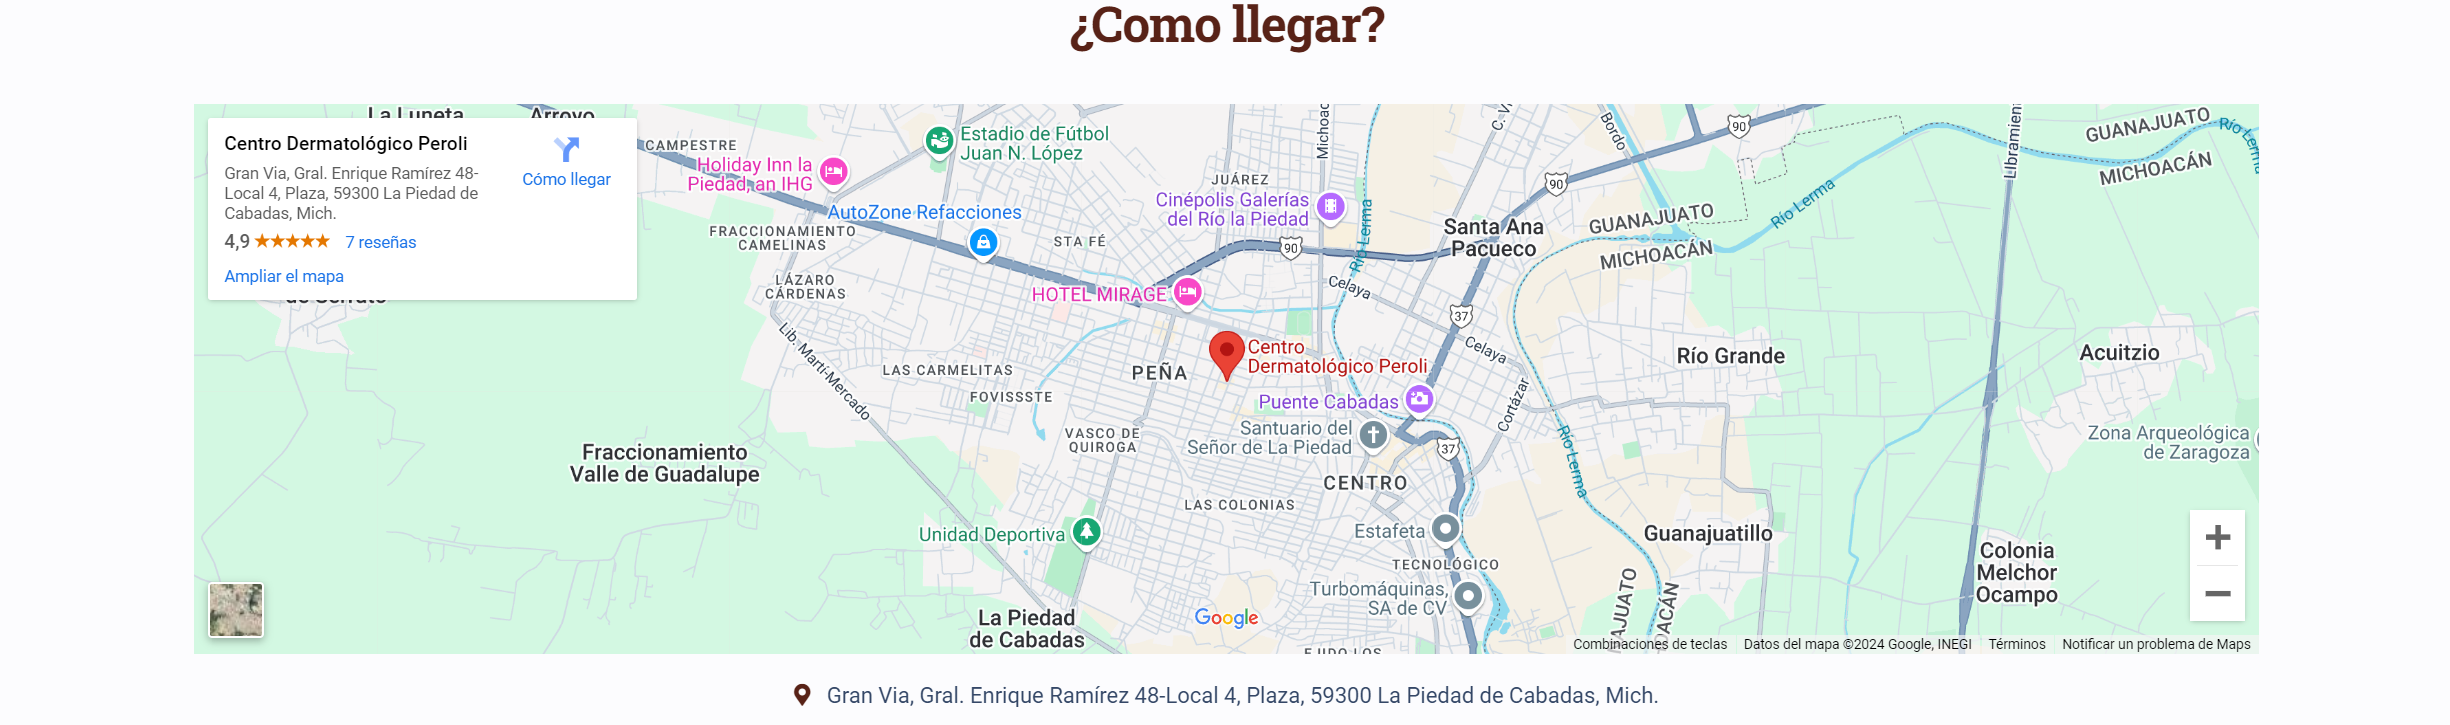 ¿Como llegar?
La Luneta
Arroyo
Centro Dermatológico Peroli
Gran Via, Gral. Enrique Ramírez 48-
Local 4, Plaza, 59300 La Piedad de
Cabadas, Mich.
4,9
7 reseñas
Ampliar el mapa
Cómo llegar
CAMPESTRE
Holiday Inn la
Piedad, an IHG
Estadio de Fútbol
Juan N. López
AutoZone Refacciones
FRACCIONAMIENTO
CAMELINAS
STA FÉ
JUÁREZ
Cinépolis Galerías
del Río la Piedad
Michoac
Río Lerma
C. V
Bordo
90
90
90
Santa Ana
Pacueco
GUANAJUATO
MICHOACÁN
Río Lerma
Libramien
GUANAJUATO
MICHOACÁN
Río Lerma
LÁZARO
CÁRDENAS
HOTEL MIRAGE
Celaya
37
Celaya
Lib. Martí-Mercado
LAS CARMELITAS
FOVISSSTE
PEÑA
Centro
Dermatológico Peroli
Puente Cabadas
Cortázar
Río Grande
Acuitzio
Santuario del
Señor de La Piedad
37
VASCO DE
QUIROGA
Fraccionamiento
Valle de Guadalupe
CENTRO
Río Lerma
Zona Arqueológica
de Zaragoza
LAS COLONIAS
Unidad Deportiva
Estafeta
Guanajuatillo
TECNOLÓGICO
Turbomáquinas,
SA de CV
Colonia
Melchor
Ocampo
AJUATO
OACÁN
La Piedad
de Cabadas
Google
Combinaciones de teclas
Datos del mapa ©2024 Google, INEGI
Términos
Notificar un problema de Maps
Gran Via, Gral. Enrique Ramírez 48-Local 4, Plaza, 59300 La Piedad de Cabadas, Mich.